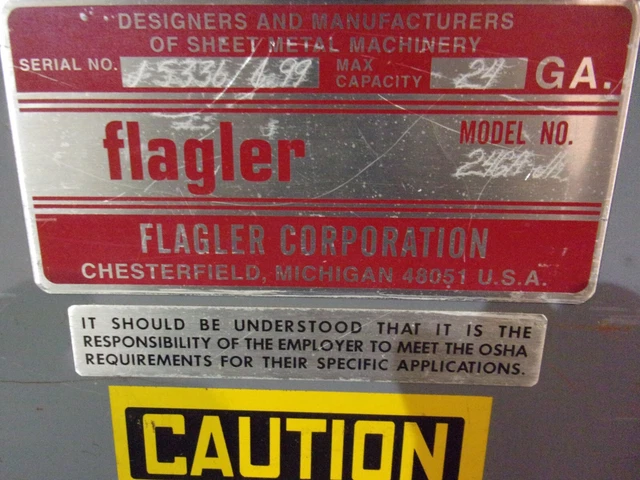 DESIGNERS AND MANUFACTURERS
OF SHEET METAL MACHINERY
SERIAL NO. MAX CAPACITY 24 GA.
flagler
MODEL NO.
FLAGLER CORPORATION
CHESTERFIELD, MICHIGAN 48051 U.S.A.
IT SHOULD BE UNDERSTOOD THAT IT IS THE
RESPONSIBILITY OF THE EMPLOYER TO MEET THE OSHA
REQUIREMENTS FOR THEIR SPECIFIC APPLICATIONS.
CAUTION